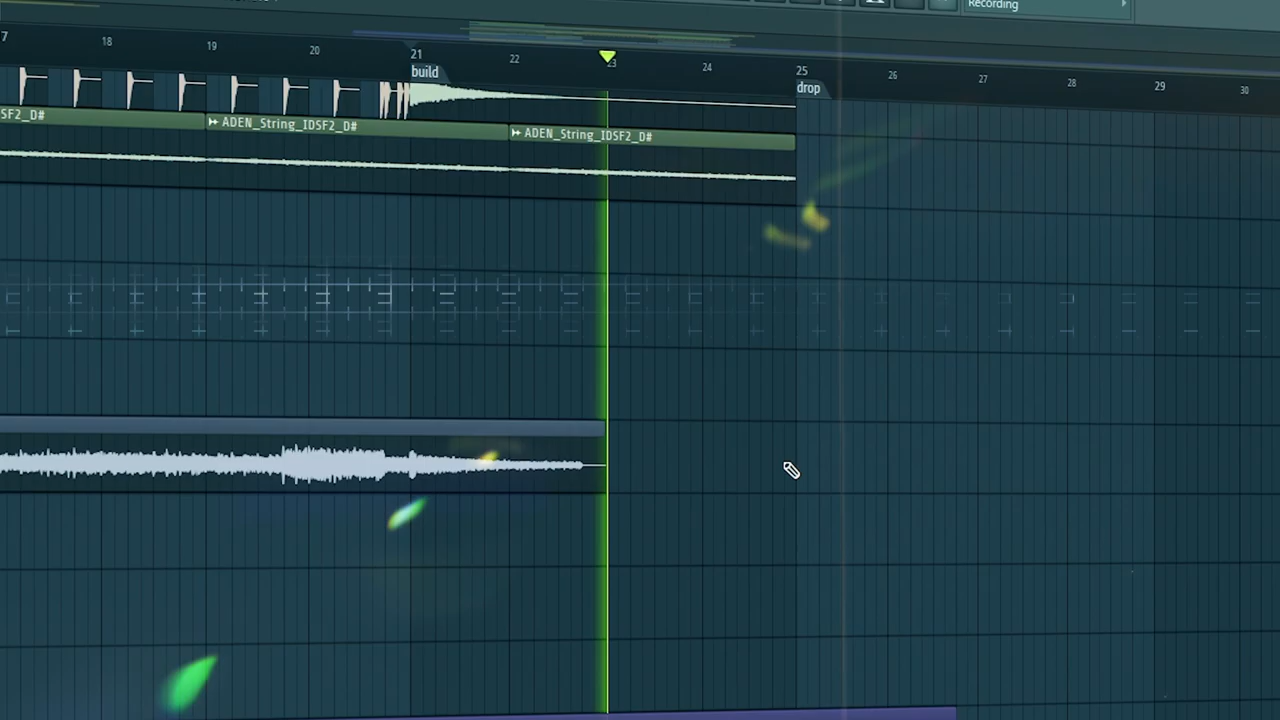 Recording
7 18 19 20 21 22 23 24 25 26 27 28 29 30
build
drop
SF2_D# ADEN_String_IDSF2_D# ADEN_String_IDSF2_D#